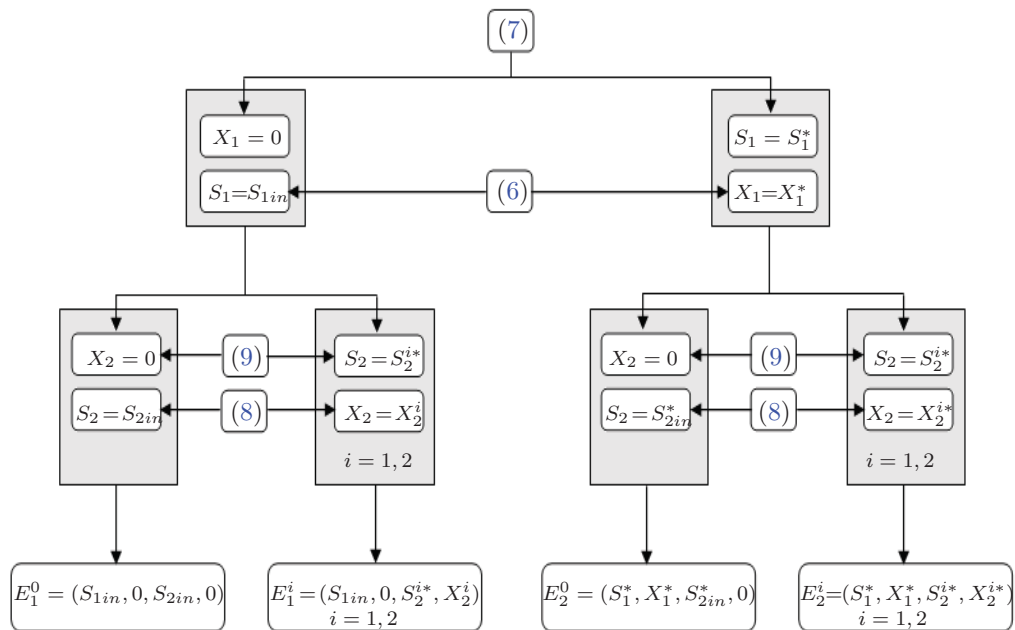 (7)
X₁ = 0
S₁=S₁ᵢₙ
(6)
S₁ = S₁*
X₁=X₁*
X₂ = 0
(9)
S₂ = S₂ⁱ*
S₂ = S₂ᵢₙ
(8)
X₂ = X₂ⁱ
i = 1, 2
X₂ = 0
(9)
S₂ = S₂ⁱ*
S₂ = S₂ᵢₙ*
(8)
X₂ = X₂ⁱ*
i = 1, 2
E₁⁰ = (S₁ᵢₙ, 0, S₂ᵢₙ, 0)
E₁ⁱ=(S₁ᵢₙ, 0, S₂ⁱ*, X₂ⁱ)
i = 1, 2
E₂⁰ = (S₁*, X₁*, S₂ᵢₙ*, 0)
E₂ⁱ=(S₁*, X₁*, S₂ⁱ*, X₂ⁱ*)
i = 1, 2